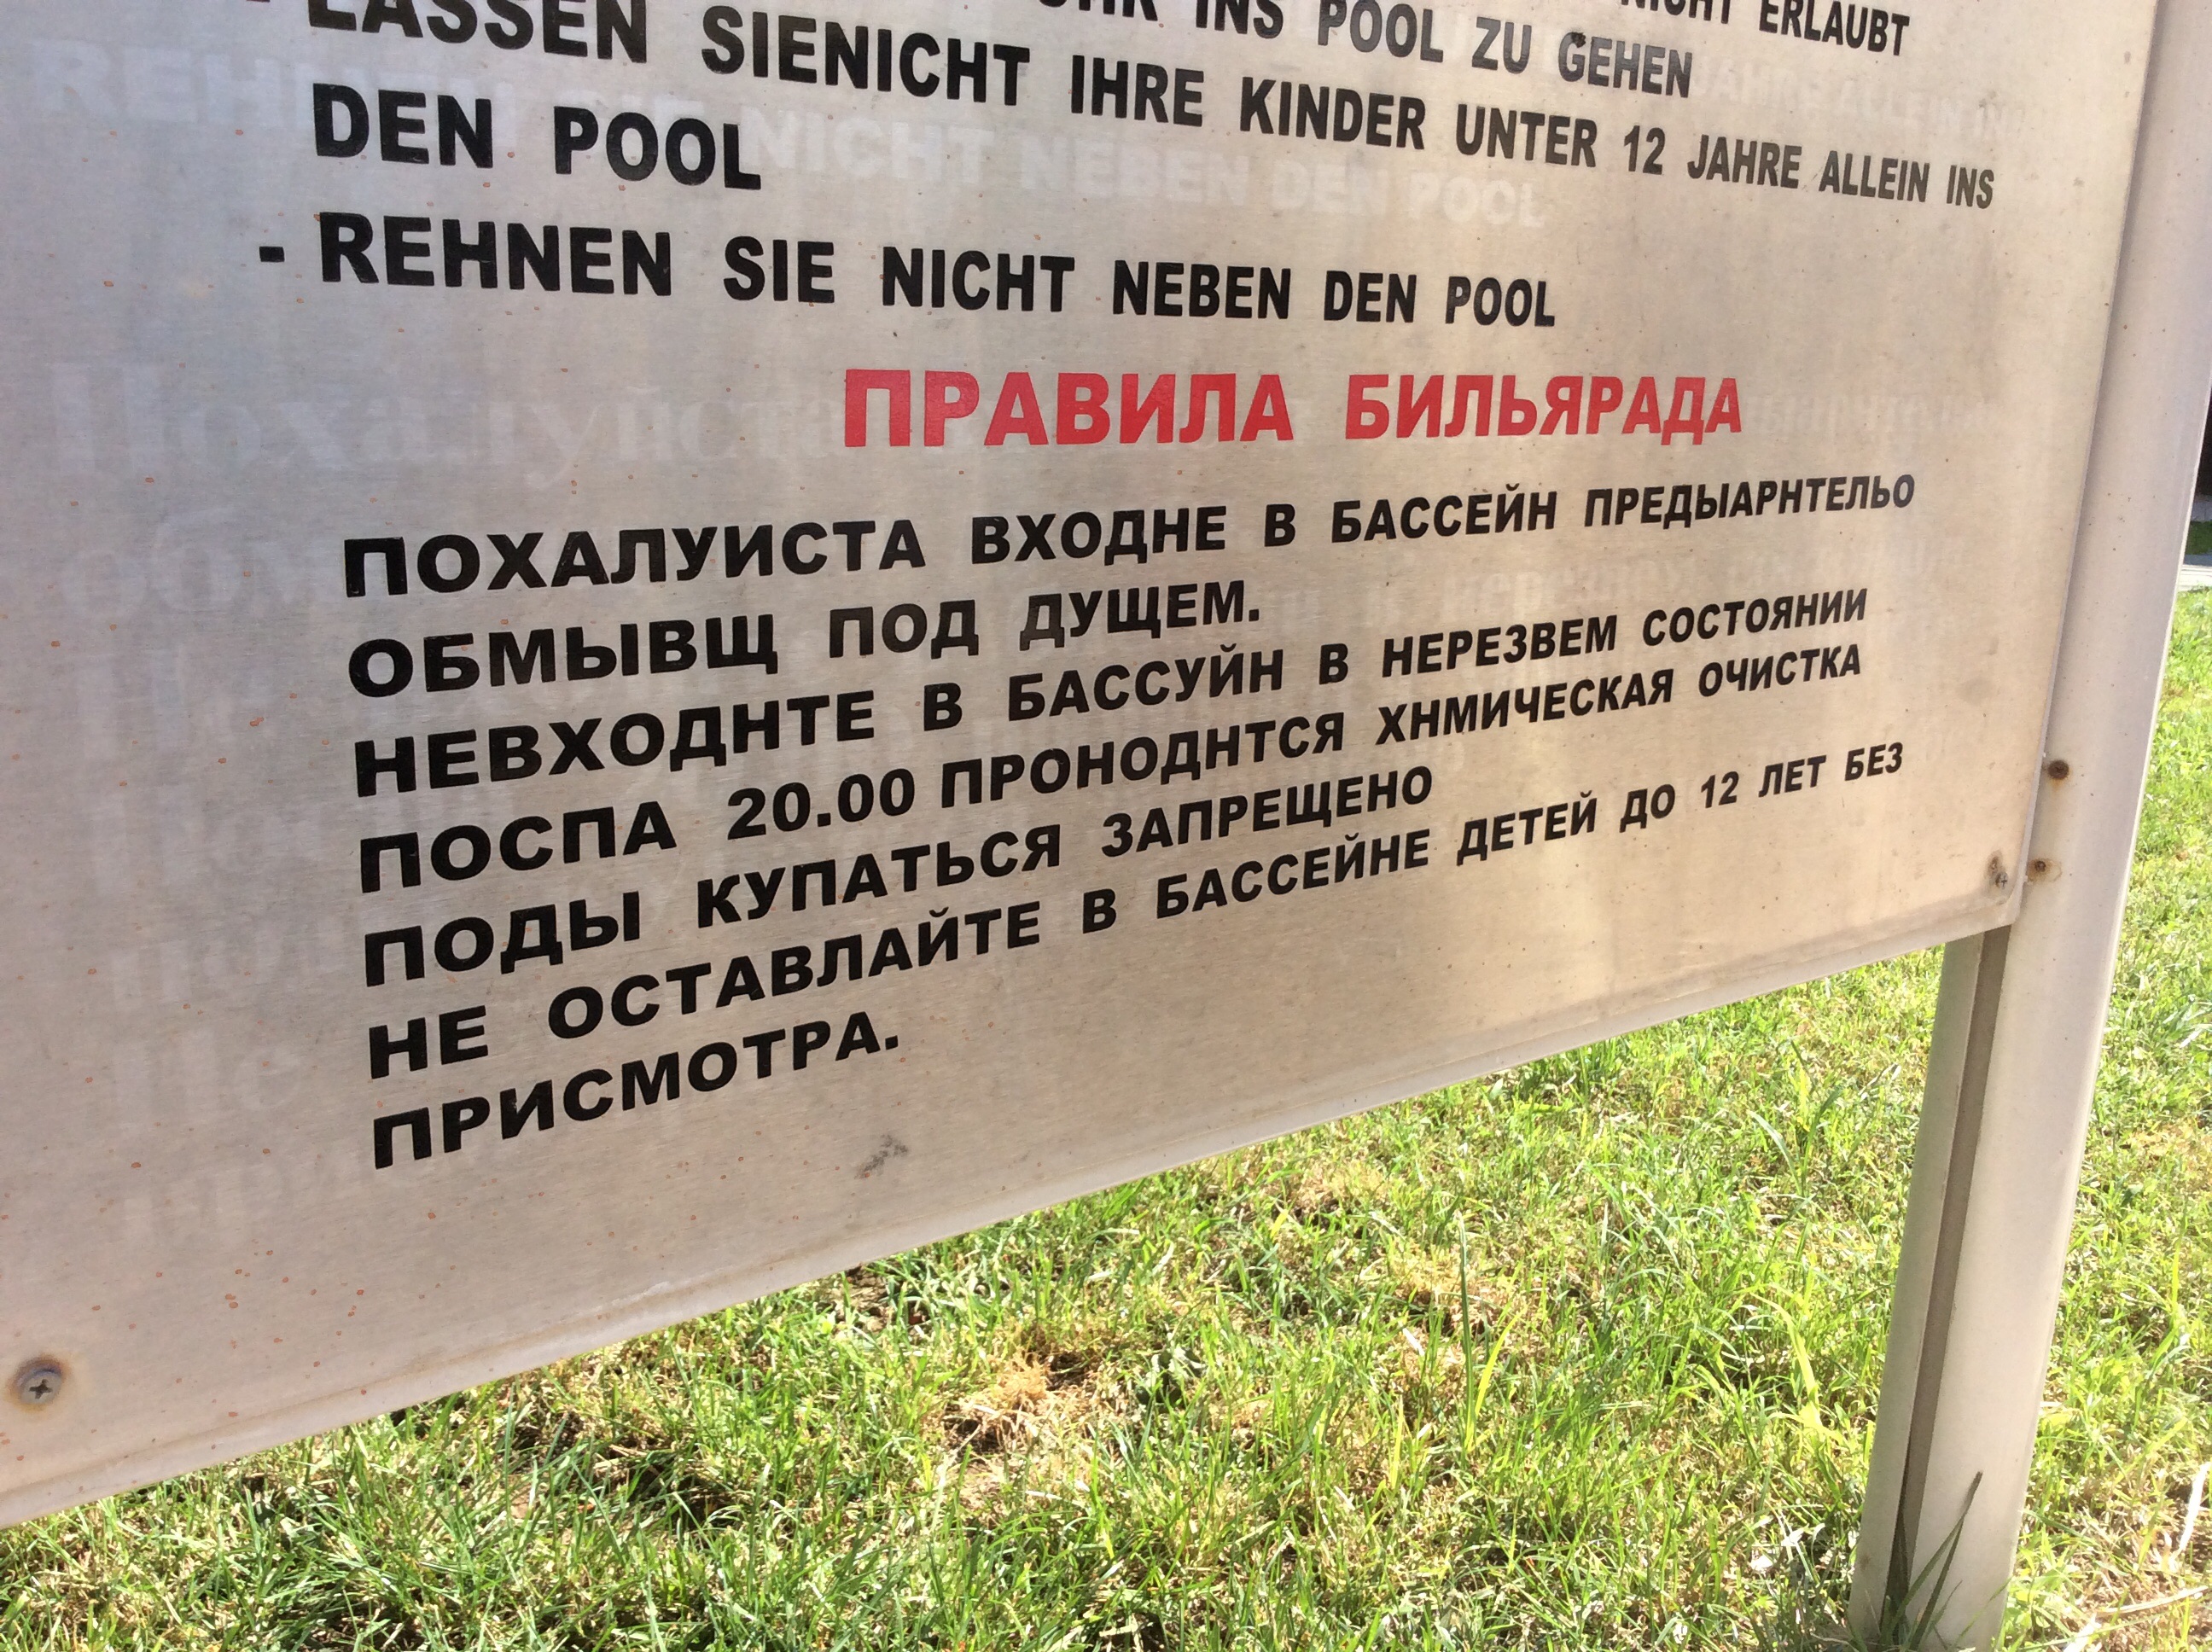 NICHT ERLAUBT
INS POOL ZU GEHEN
LASSEN SIENICHT IHRE KINDER UNTER 12 JAHRE ALLEIN INS
DEN POOL
- REHNEN SIE NICHT NEBEN DEN POOL
ПРАВИЛА БИЛЬЯРАДА
ПОХАЛУИСТА ВХОДНЕ В БАССЕЙН ПРЕДЫАРНТЕЛЬО
ОБМЫВЩ ПОД ДУЩЕМ.
НЕВХОДНТЕ В БАССУЙН В НЕРЕЗВЕМ СОСТОЯНИИ
ПОСПА 20.00 ПРОНОДНТСЯ ХНМИЧЕСКАЯ ОЧИСТКА
ПОДЫ КУПАТЬСЯ ЗАПРЕЩЕНО
НЕ ОСТАВЛАЙТЕ В БАССЕЙНЕ ДЕТЕЙ ДО 12 ЛЕТ БЕЗ
ПРИСМОТРА.